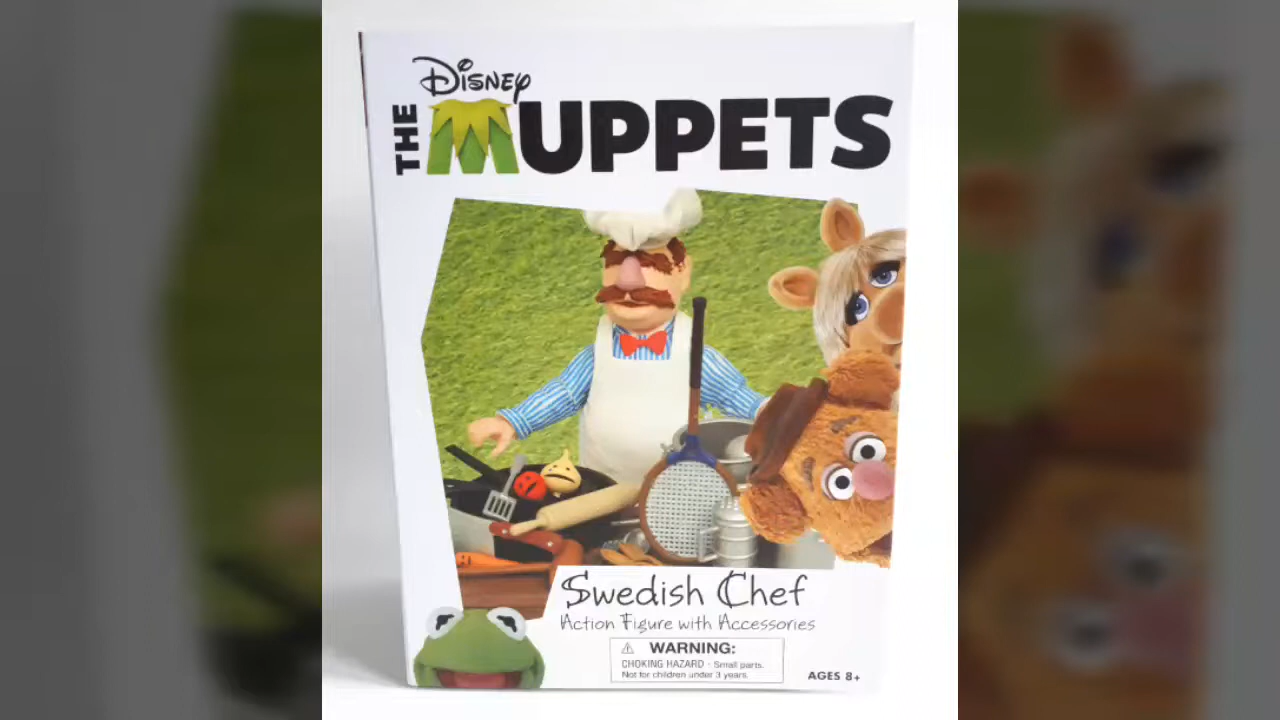 Disney
THE MUPPETS
Swedish Chef
Action Figure with Accessories
⚠ WARNING:
CHOKING HAZARD - Small parts.
Not for children under 3 years.
AGES 8+